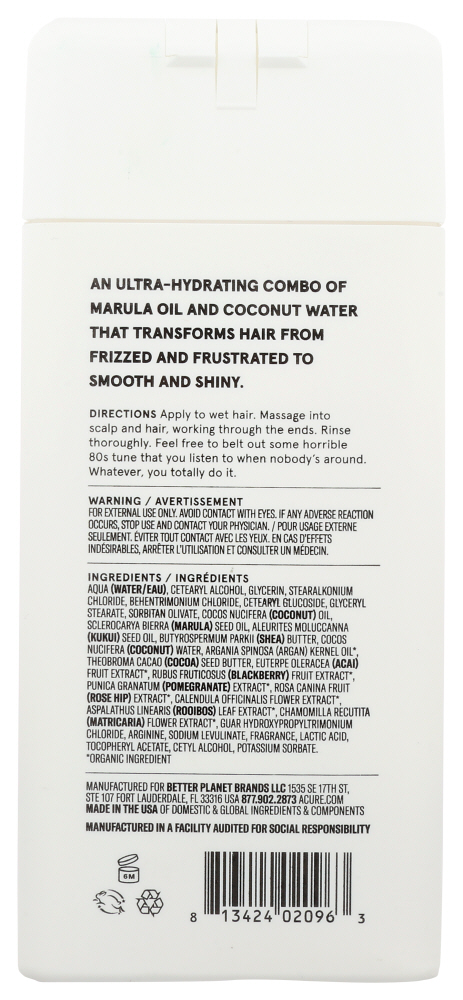 AN ULTRA-HYDRATING COMBO OF
MARULA OIL AND COCONUT WATER
THAT TRANSFORMS HAIR FROM
FRIZZED AND FRUSTRATED TO
SMOOTH AND SHINY.
DIRECTIONS Apply to wet hair. Massage into
scalp and hair, working through the ends. Rinse
thoroughly. Feel free to belt out some horrible
80s tune that you listen to when nobody's around.
Whatever, you totally do it.
WARNING / AVERTISSEMENT
FOR EXTERNAL USE ONLY. AVOID CONTACT WITH EYES. IF ANY ADVERSE REACTION
OCCURS, STOP USE AND CONTACT YOUR PHYSICIAN. / POUR USAGE EXTERNE
SEULEMENT. ÉVITER TOUT CONTACT AVEC LES YEUX. EN CAS D'EFFETS
INDÉSIRABLES, ARRÊTER L'UTILISATION ET CONSULTER UN MÉDECIN.
INGREDIENTS / INGRÉDIENTS
AQUA (WATER/EAU), CETEARYL ALCOHOL, GLYCERIN, STEARALKONIUM
CHLORIDE, BEHENTRIMONIUM CHLORIDE, CETEARYL GLUCOSIDE, GLYCERYL
STEARATE, SORBITAN OLIVATE, COCOS NUCIFERA (COCONUT) OIL,
SCLEROCARYA BIERRA (MARULA) SEED OIL, ALEURITES MOLUCCANNA
(KUKUI) SEED OIL, BUTYROSPERMUM PARKII (SHEA) BUTTER, COCOS
NUCIFERA (COCONUT) WATER, ARGANIA SPINOSA (ARGAN) KERNEL OIL*,
THEOBROMA CACAO (COCOA) SEED BUTTER, EUTERPE OLERACEA (ACAI)
FRUIT EXTRACT*, RUBUS FRUTICOSUS (BLACKBERRY) FRUIT EXTRACT*,
PUNICA GRANATUM (POMEGRANATE) EXTRACT*, ROSA CANINA FRUIT
(ROSE HIP) EXTRACT*, CALENDULA OFFICINALIS FLOWER EXTRACT*,
ASPALATHUS LINEARIS (ROOIBOS) LEAF EXTRACT*, CHAMOMILLA RECUTITA
(MATRICARIA) FLOWER EXTRACT*, GUAR HYDROXYPROPYLTRIMONIUM
CHLORIDE, ARGININE, SODIUM LEVULINATE, FRAGRANCE, LACTIC ACID,
TOCOPHERYL ACETATE, CETYL ALCOHOL, POTASSIUM SORBATE.
*ORGANIC INGREDIENT
MANUFACTURED FOR BETTER PLANET BRANDS LLC 1535 SE 17TH ST,
STE 107 FORT LAUDERDALE, FL 33316 USA 877.902.2873 ACURE.COM
MADE IN THE USA OF DOMESTIC & GLOBAL INGREDIENTS & COMPONENTS
MANUFACTURED IN A FACILITY AUDITED FOR SOCIAL RESPONSIBILITY
6M
8 13424 02096 3